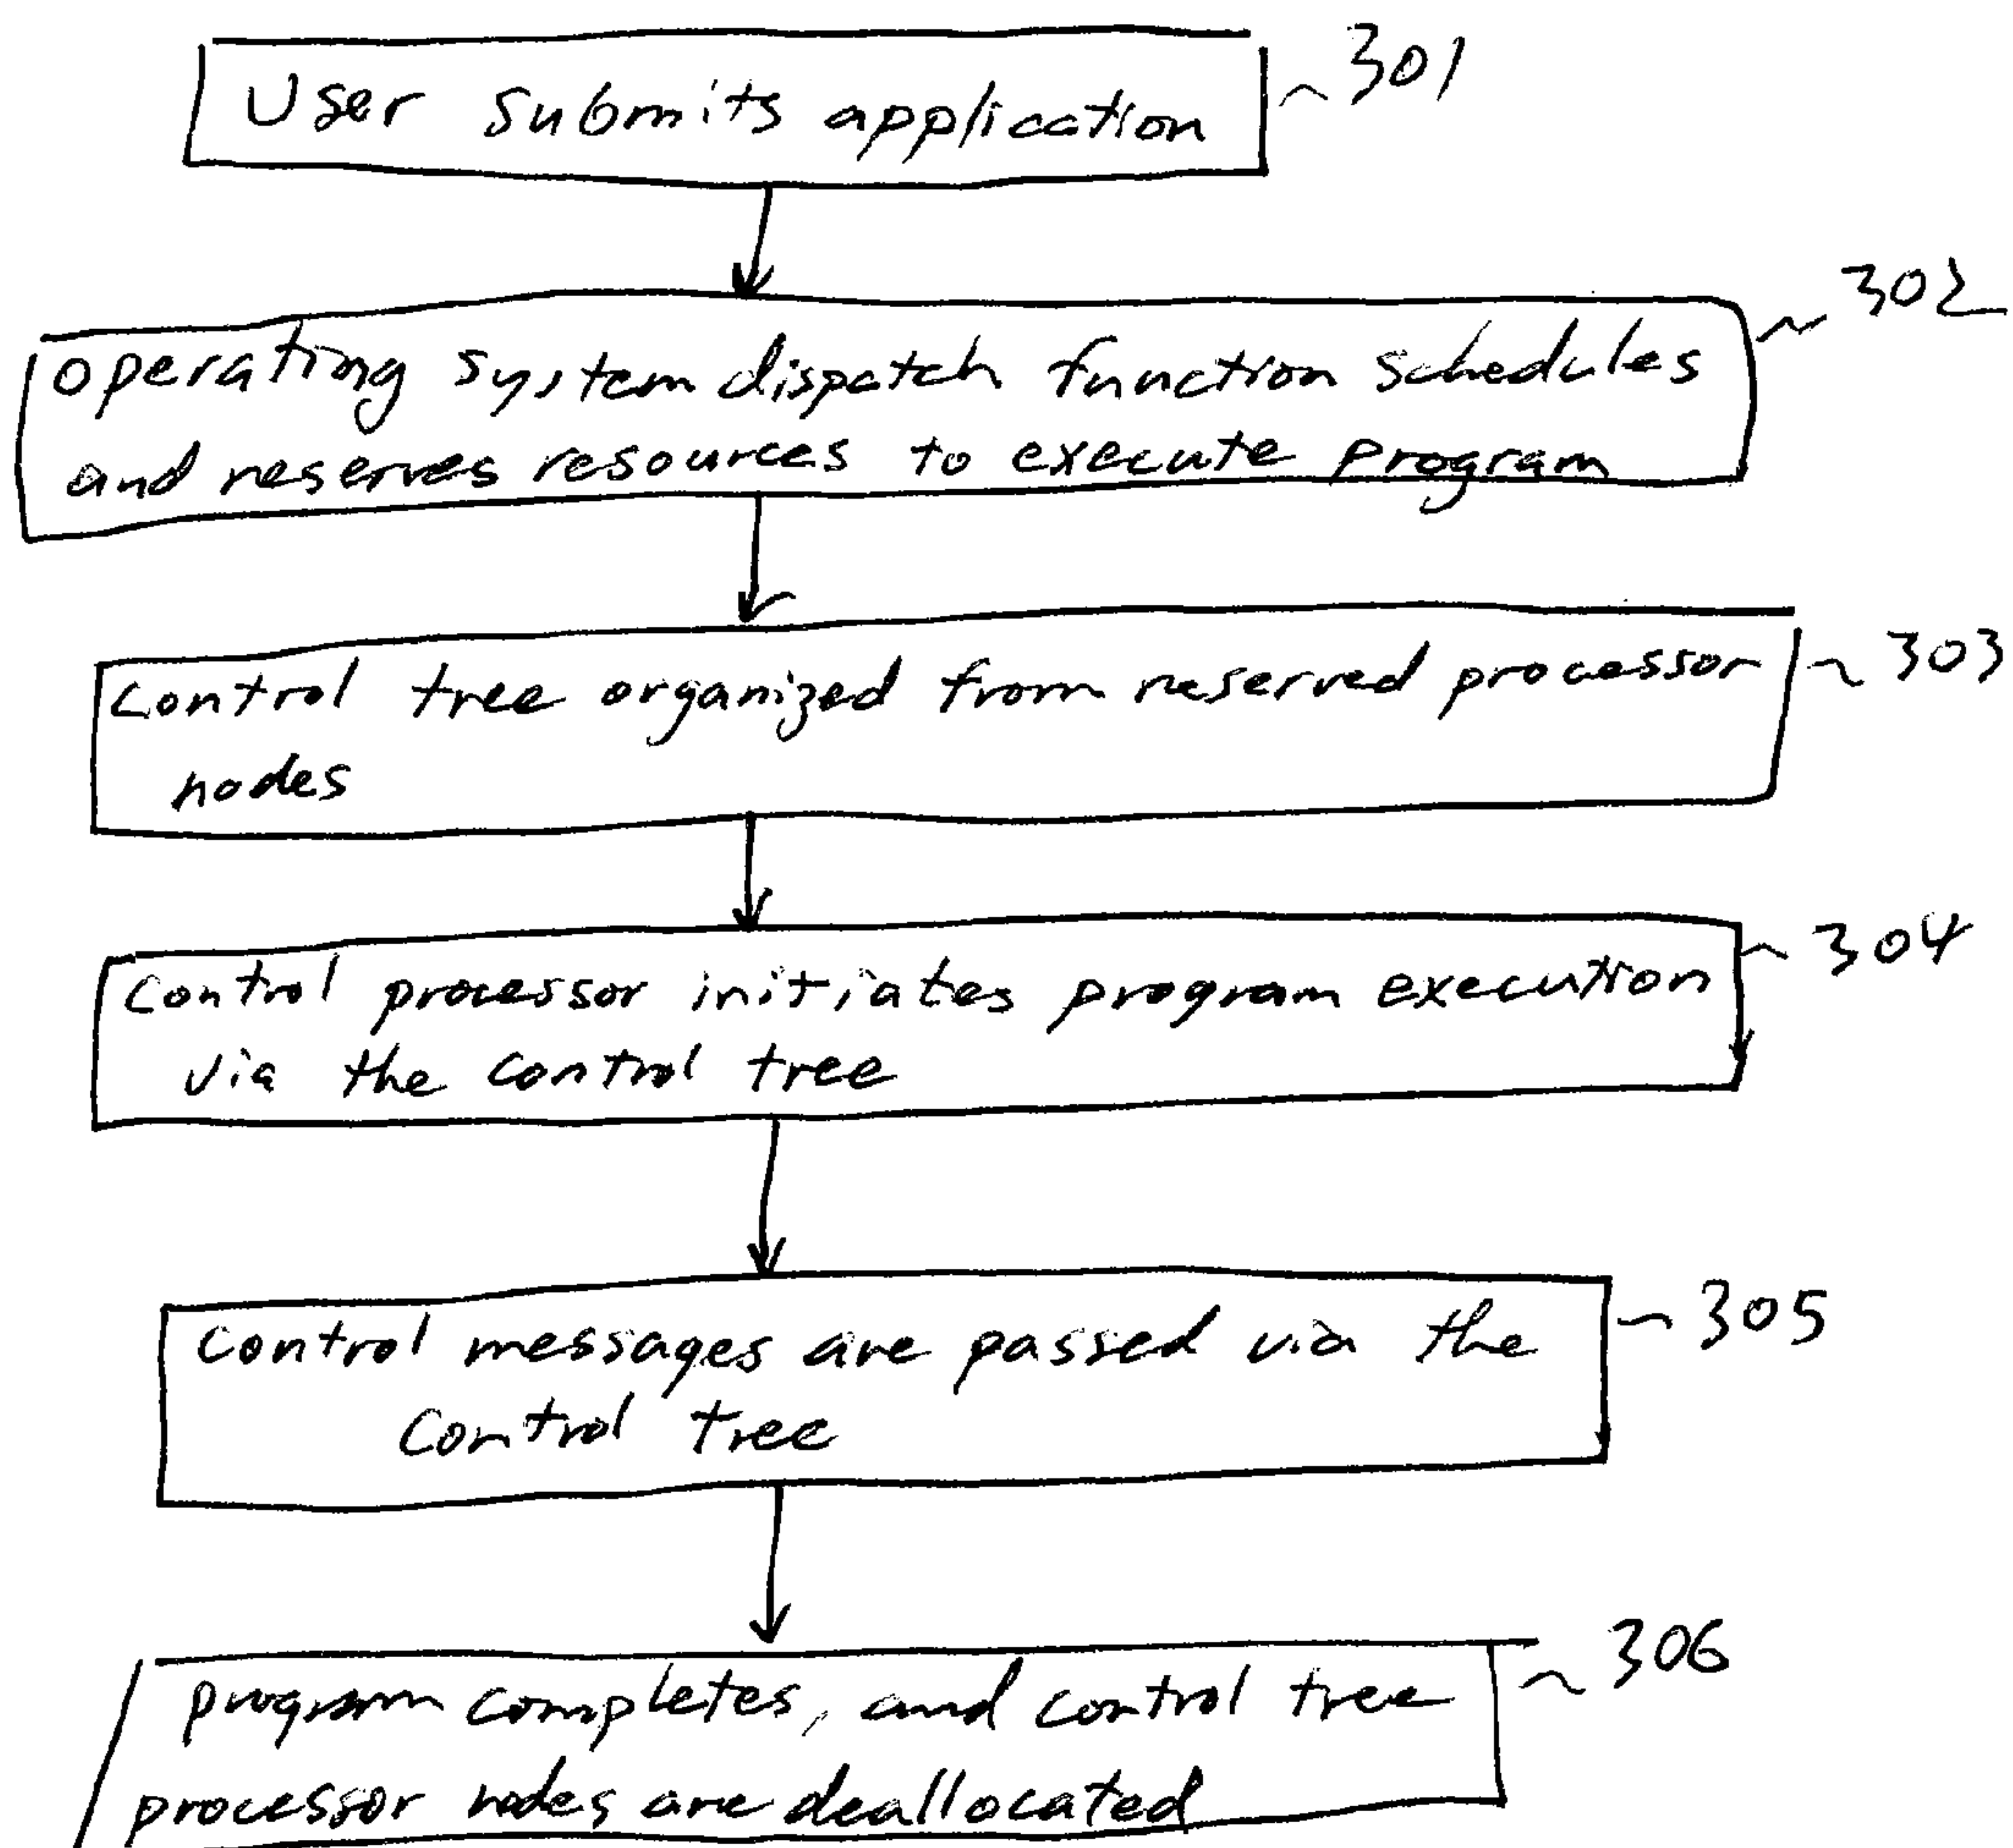 User submits application ~ 301
operating system dispatch function schedules ~ 302
and reserves resources to execute program
control tree organized from reserved processor ~ 303
nodes
control processor initiates program execution ~ 304
via the control tree
control messages are passed via the ~ 305
control tree
program completes, and control tree ~ 306
processor nodes are deallocated